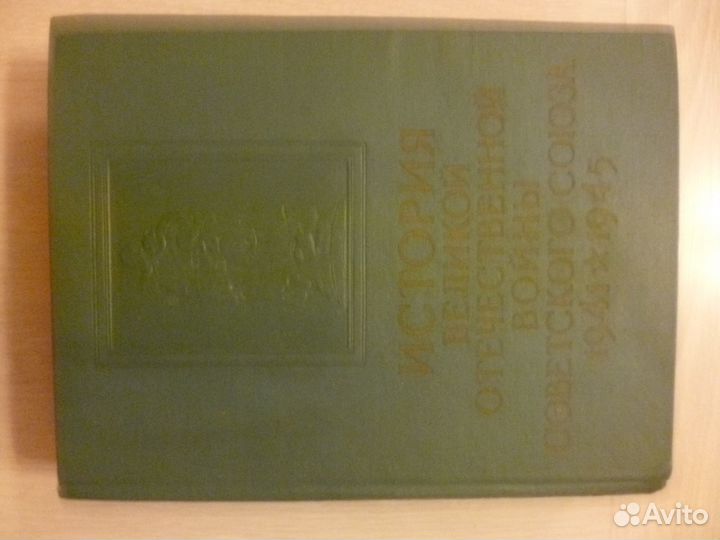 ИСТОРИЯ
ВЕЛИКОЙ
ОТЕЧЕСТВЕННОЙ
ВОЙНЫ
СОВЕТСКОГО СОЮЗА
1941★1945
Avito